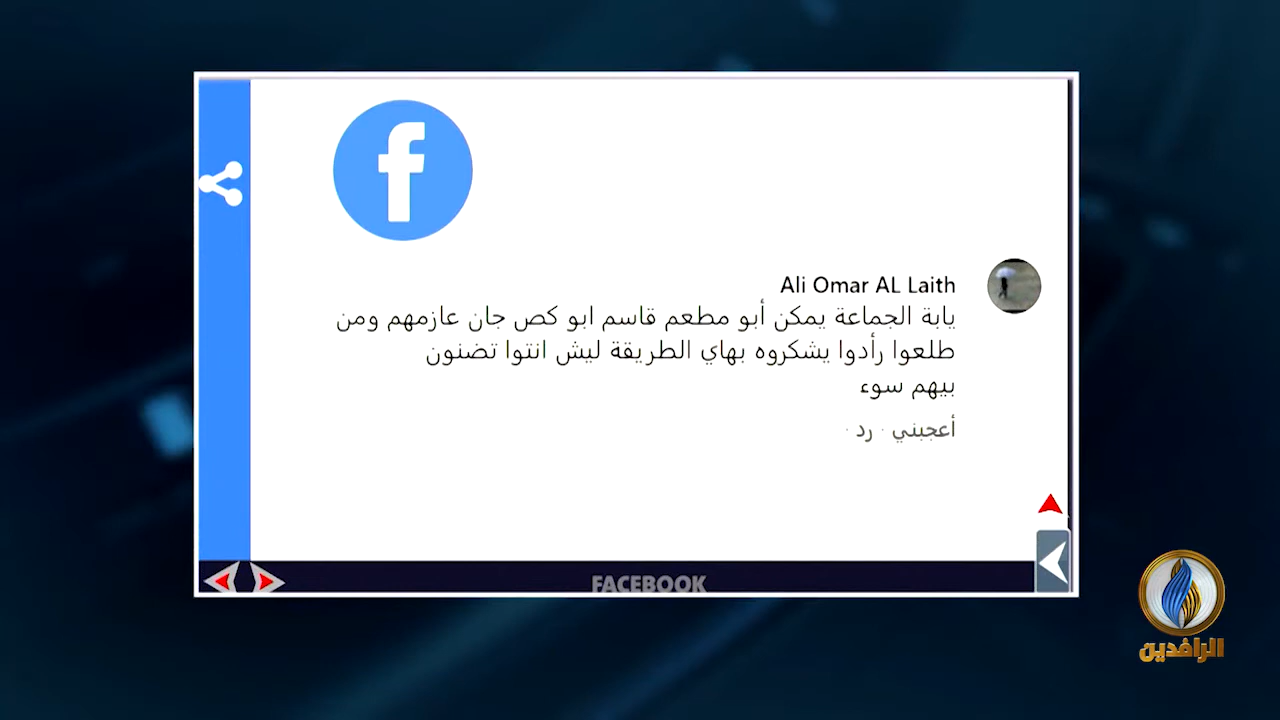 Ali Omar AL Laith
يابة الجماعة يمكن أبو مطعم قاسم ابو كص جان عازمهم ومن
طلعوا رأدوا يشكروه بهاي الطريقة ليش انتوا تضنون
بيهم سوء
أعجبني · رد ·
FACEBOOK
الرافدين